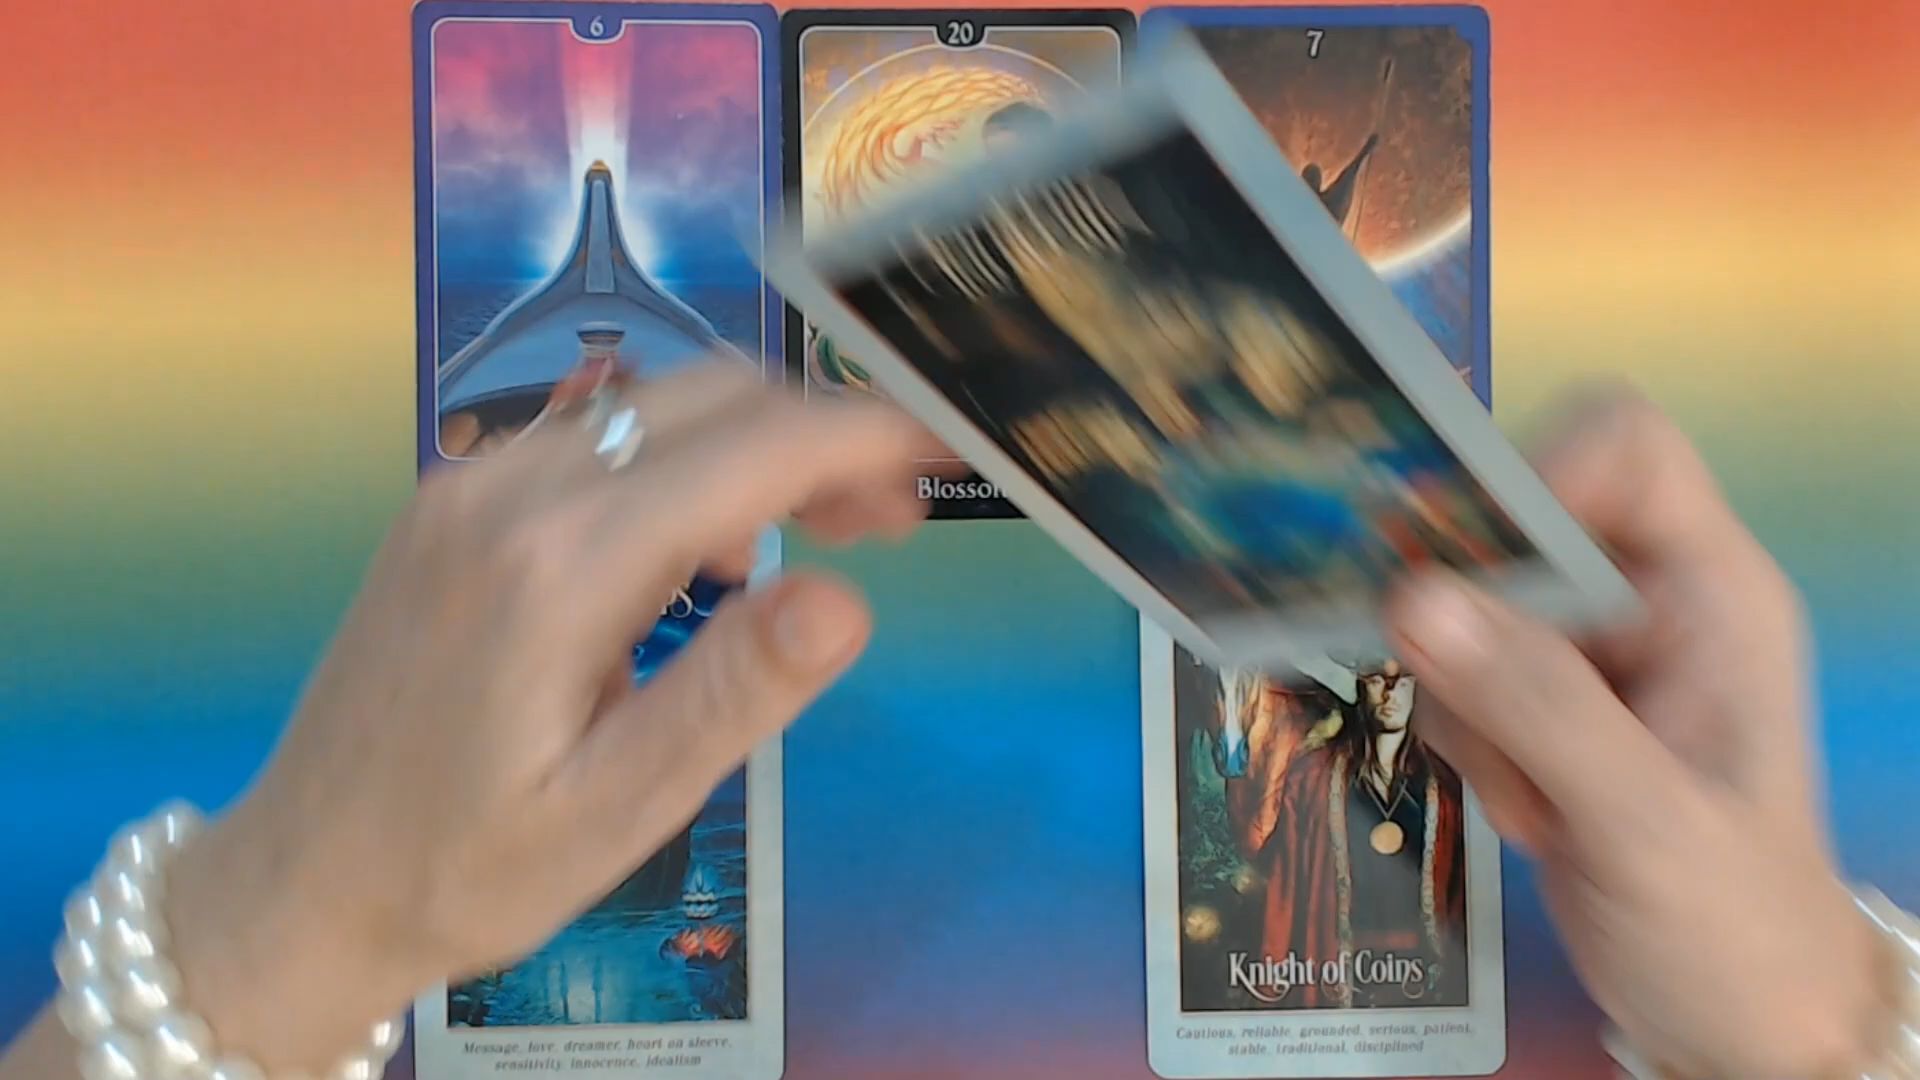 6
20
7
Blossom
Knight of Coins
Message, love, dreamer, heart on sleeve,
sensitivity, innocence, idealism
Cautious, reliable, grounded, serious, patient,
stable, traditional, disciplined